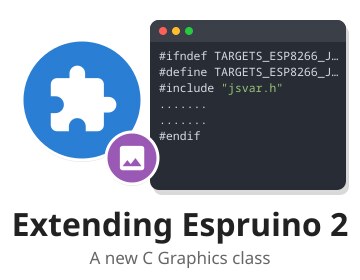 #ifndef TARGETS_ESP8266_J…
#define TARGETS_ESP8266_J…
#include "jsvar.h"
.......
.......
#endif
Extending Espruino 2
A new C Graphics class